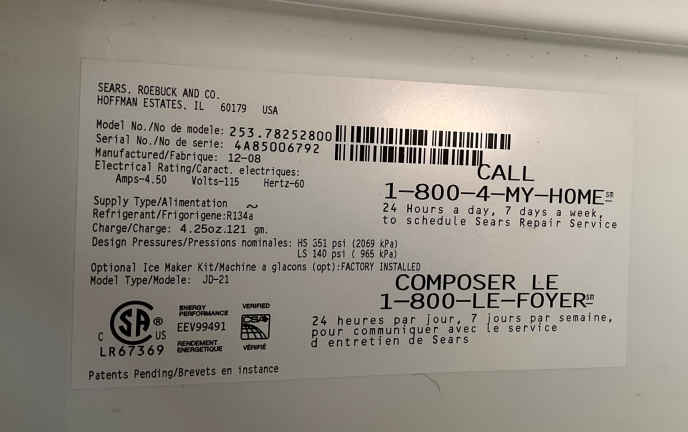 SEARS, ROEBUCK AND CO.
HOFFMAN ESTATES, IL 60179 USA
Model No./No de modele: 253.78252800
Serial No./No de serie: 4A85006792
Manufactured/Fabrique: 12-08
Electrical Rating/Caract. electriques:
Amps-4.50 Volts-115 Hertz-60
Supply Type/Alimentation ~
Refrigerant/Frigorigene:R134a
Charge/Charge: 4.25oz.121 gm.
Design Pressures/Pressions nominales: HS 351 psi (2069 kPa)
LS 140 psi ( 965 kPa)
Optional Ice Maker Kit/Machine a glacons (opt):FACTORY INSTALLED
Model Type/Modele: JD-21
CALL
1-800-4-MY-HOME℠
24 Hours a day, 7 days a week,
to schedule Sears Repair Service
COMPOSER LE
1-800-LE-FOYER℠
24 heures par jour, 7 jours par semaine,
pour communiquer avec le service
d entretien de Sears
C SA ® US
LR67369
ENERGY
PERFORMANCE
EEV99491
RENDEMENT
ENERGETIQUE
VERIFIED
CSA
VÉRIFIÉ
Patents Pending/Brevets en instance